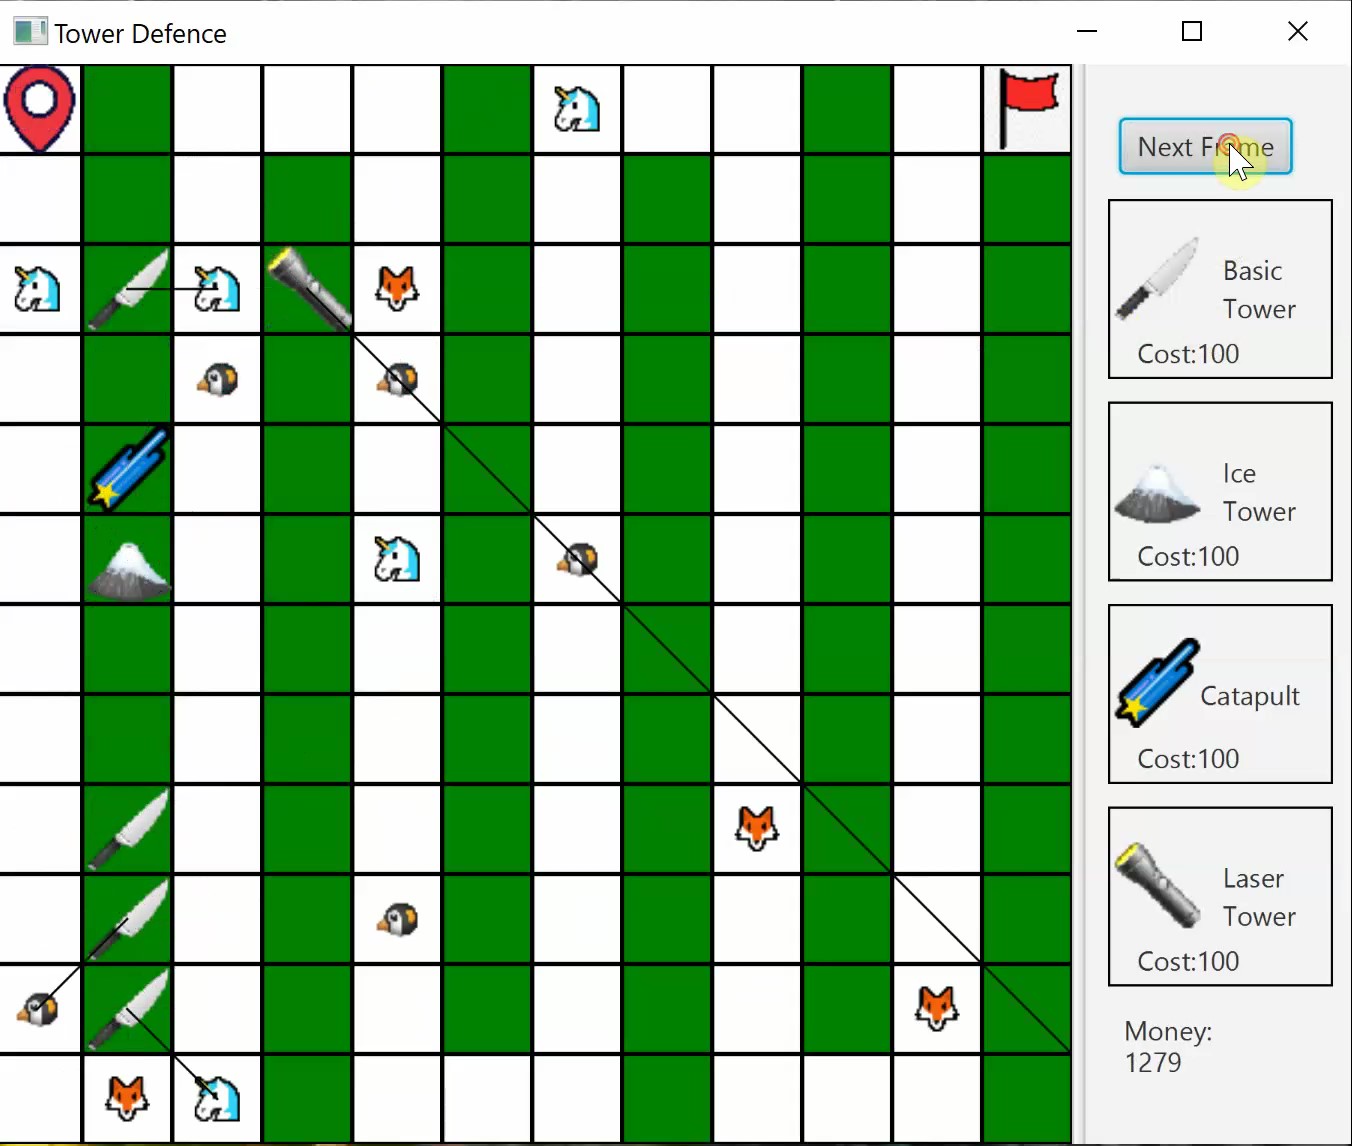 Tower Defence
Next Frame
Basic
Tower
Cost:100
Ice
Tower
Cost:100
Catapult
Cost:100
Laser
Tower
Cost:100
Money:
1279